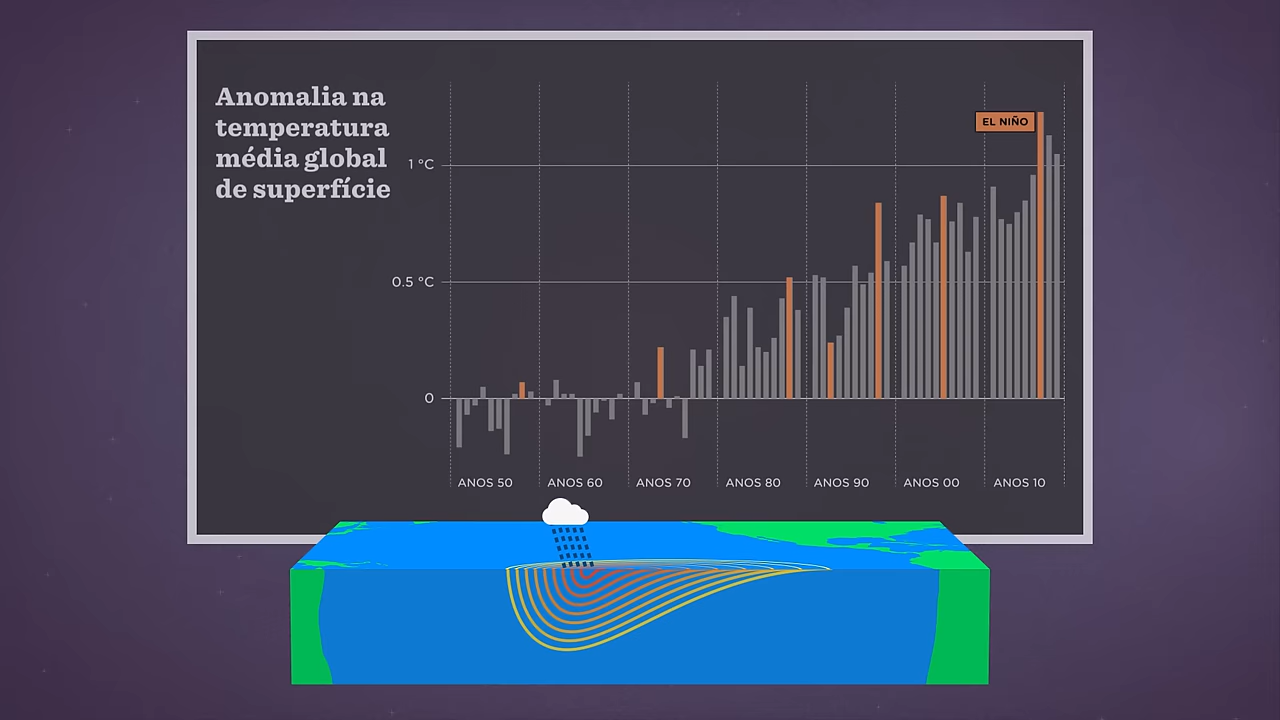 Anomalia na
temperatura
média global
de superfície
EL NIÑO
1 °C
0.5 °C
0
ANOS 50 ANOS 60 ANOS 70 ANOS 80 ANOS 90 ANOS 00 ANOS 10